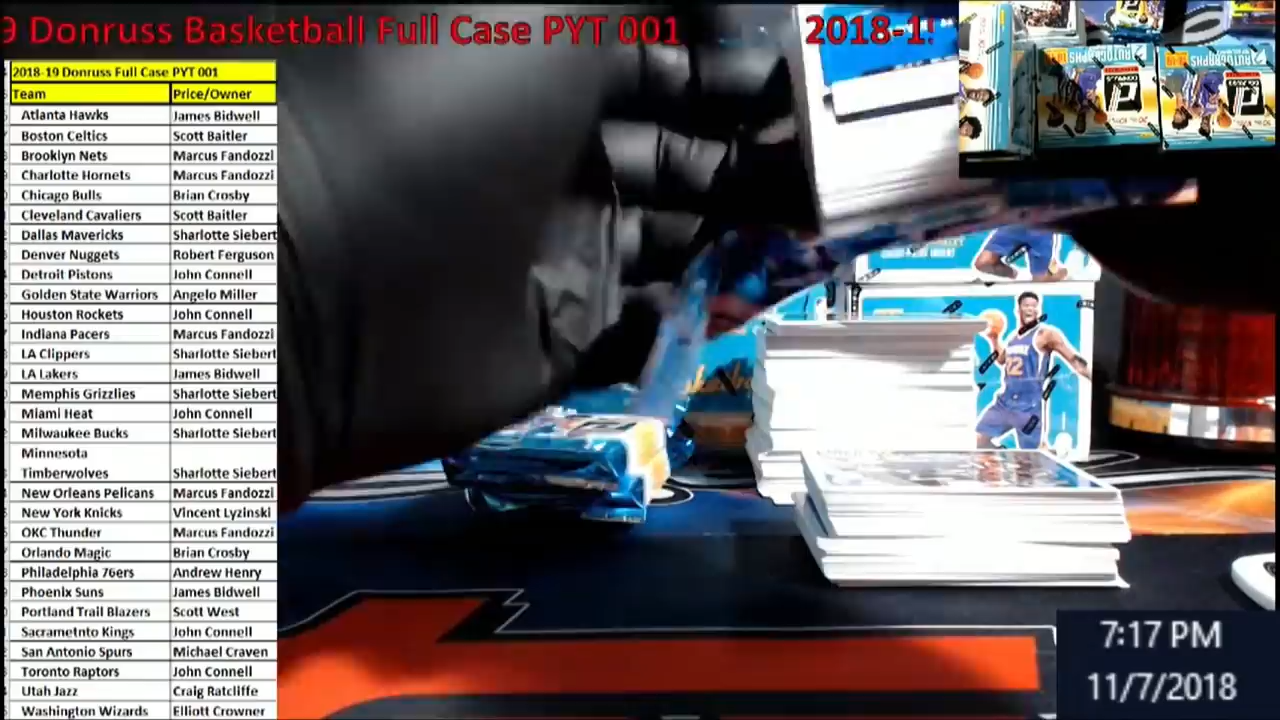 9 Donruss Basketball Full Case PYT 001 2018-1
2018-19 Donruss Full Case PYT 001
Team Price/Owner
Atlanta Hawks James Bidwell
Boston Celtics Scott Baitler
Brooklyn Nets Marcus Fandozzi
Charlotte Hornets Marcus Fandozzi
Chicago Bulls Brian Crosby
Cleveland Cavaliers Scott Baitler
Dallas Mavericks Sharlotte Siebert
Denver Nuggets Robert Ferguson
Detroit Pistons John Connell
Golden State Warriors Angelo Miller
Houston Rockets John Connell
Indiana Pacers Marcus Fandozzi
LA Clippers Sharlotte Siebert
LA Lakers James Bidwell
Memphis Grizzlies Sharlotte Siebert
Miami Heat John Connell
Milwaukee Bucks Sharlotte Siebert
Minnesota
Timberwolves Sharlotte Siebert
New Orleans Pelicans Marcus Fandozzi
New York Knicks Vincent Lyzinski
OKC Thunder Marcus Fandozzi
Orlando Magic Brian Crosby
Philadelphia 76ers Andrew Henry
Phoenix Suns James Bidwell
Portland Trail Blazers Scott West
Sacrametnto Kings John Connell
San Antonio Spurs Michael Craven
Toronto Raptors John Connell
Utah Jazz Craig Ratcliffe
Washington Wizards Elliott Crowner
AUTOGRAPHS
AUTOGRAPHS
DONRUSS
7:17 PM
11/7/2018